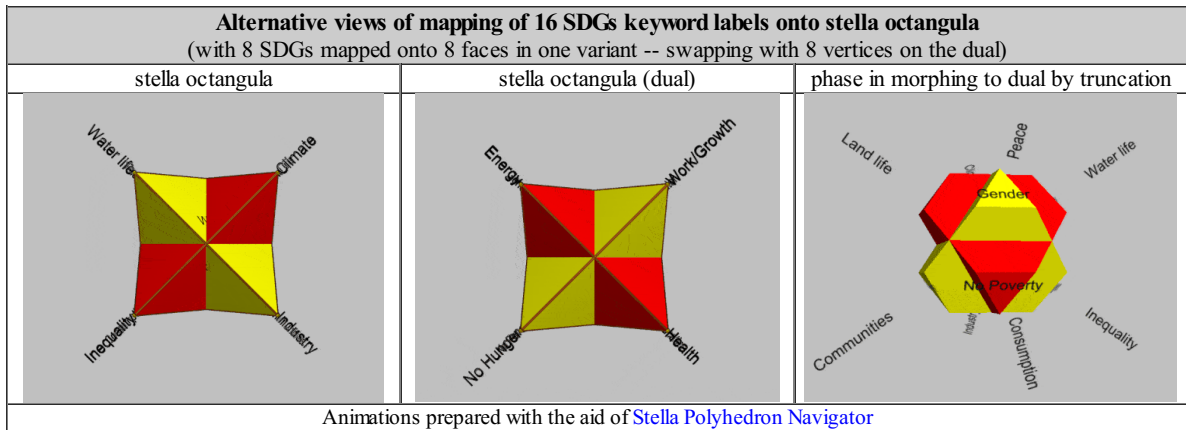 Alternative views of mapping of 16 SDGs keyword labels onto stella octangula
(with 8 SDGs mapped onto 8 faces in one variant -- swapping with 8 vertices on the dual)
stella octangula
stella octangula (dual)
phase in morphing to dual by truncation
Water life
Climate
Inequality
Industry
Energy
Work/Growth
No Hunger
Health
Peace
Land life
Water life
Gender
No Poverty
Communities
Consumption
Inequality
Animations prepared with the aid of Stella Polyhedron Navigator